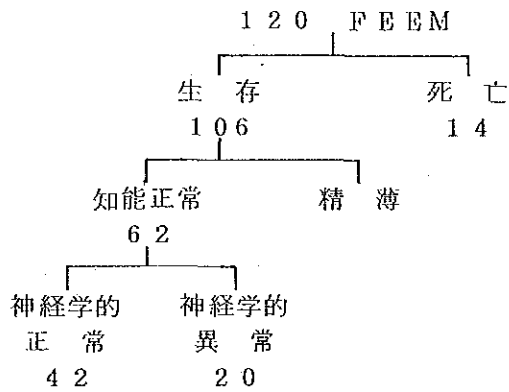 120 FEEM
生存 死亡
106 14
知能正常 精薄
62
神経学的 神経学的
正常 異常
42 20